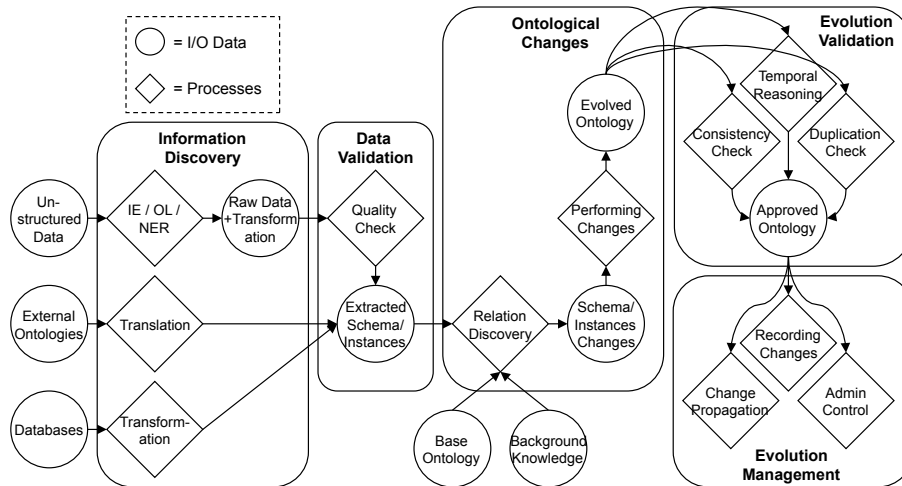 = I/O Data
= Processes
Information
Discovery
Data
Validation
Ontological
Changes
Evolution
Validation
Un-
structured
Data
IE / OL /
NER
Raw Data
+Transform
ation
Quality
Check
External
Ontologies
Translation
Extracted
Schema/
Instances
Databases
Transform-
ation
Relation
Discovery
Base
Ontology
Background
Knowledge
Schema/
Instances
Changes
Performing
Changes
Evolved
Ontology
Temporal
Reasoning
Consistency
Check
Duplication
Check
Approved
Ontology
Recording
Changes
Change
Propagation
Admin
Control
Evolution
Management